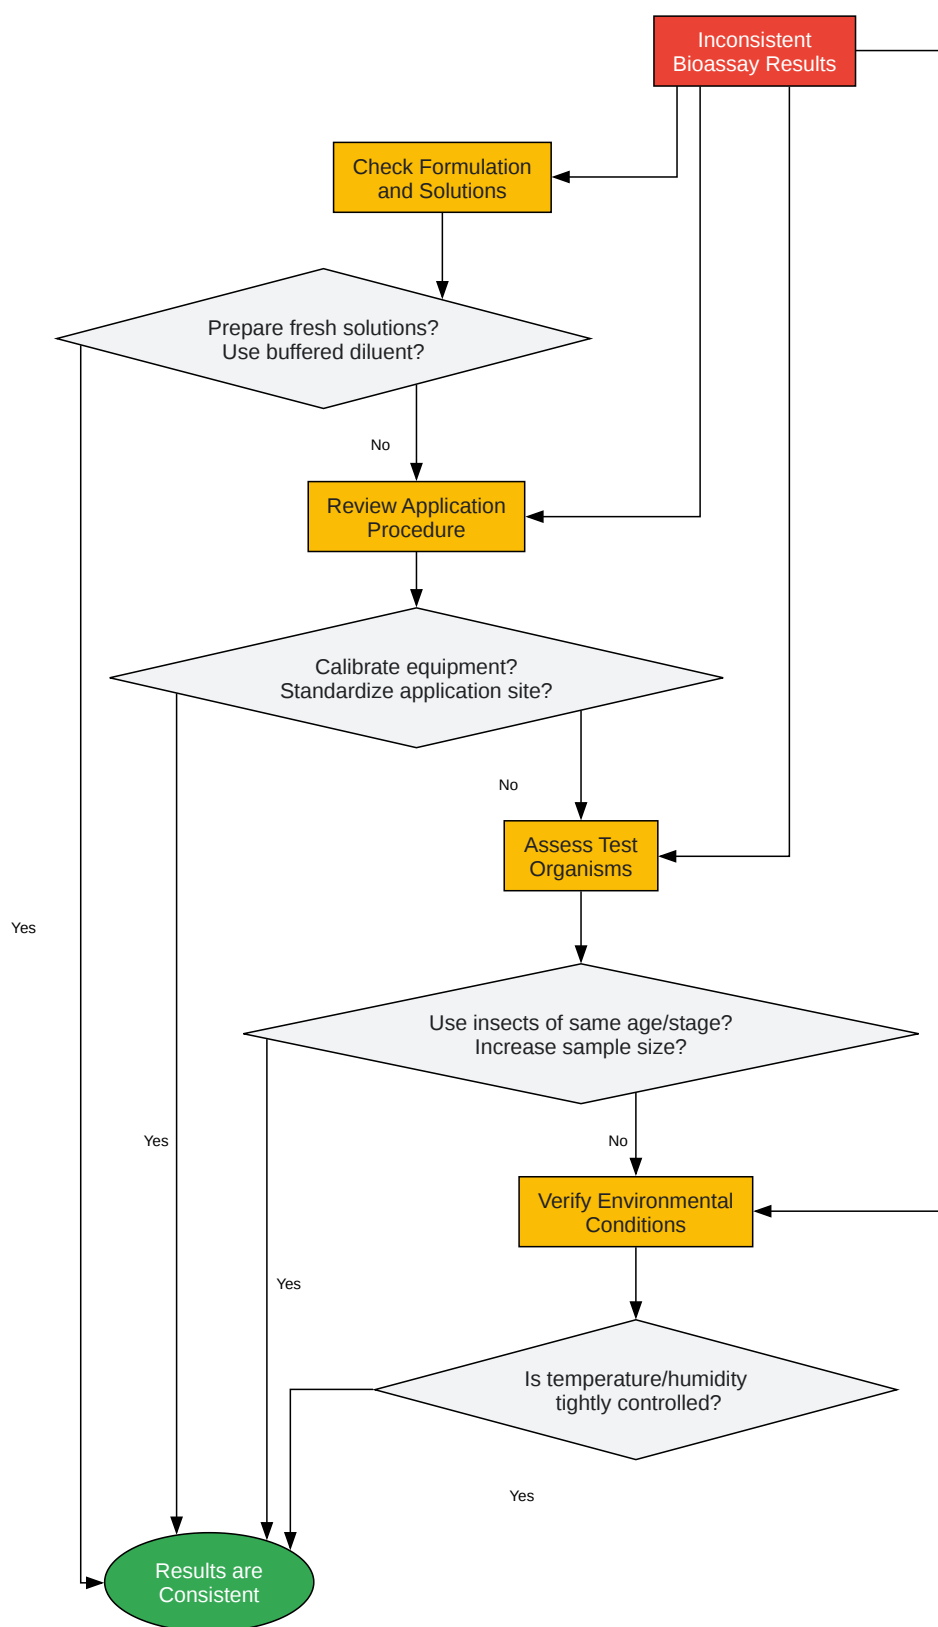 Inconsistent
Bioassay Results
Check Formulation
and Solutions
Prepare fresh solutions?
Use buffered diluent?
No
Review Application
Procedure
Calibrate equipment?
Standardize application site?
No
Assess Test
Organisms
Yes
Use insects of same age/stage?
Increase sample size?
Yes
No
Verify Environmental
Conditions
Yes
Is temperature/humidity
tightly controlled?
Yes
Results are
Consistent